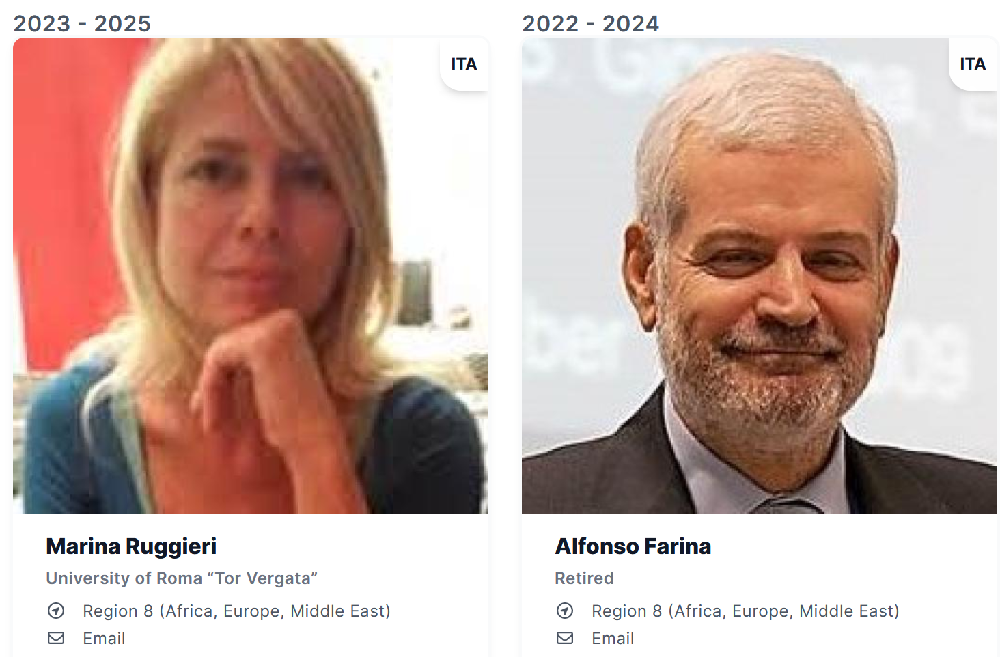 2023 - 2025
ITA
Marina Ruggieri
University of Roma “Tor Vergata”
Region 8 (Africa, Europe, Middle East)
Email
2022 - 2024
ITA
Alfonso Farina
Retired
Region 8 (Africa, Europe, Middle East)
Email